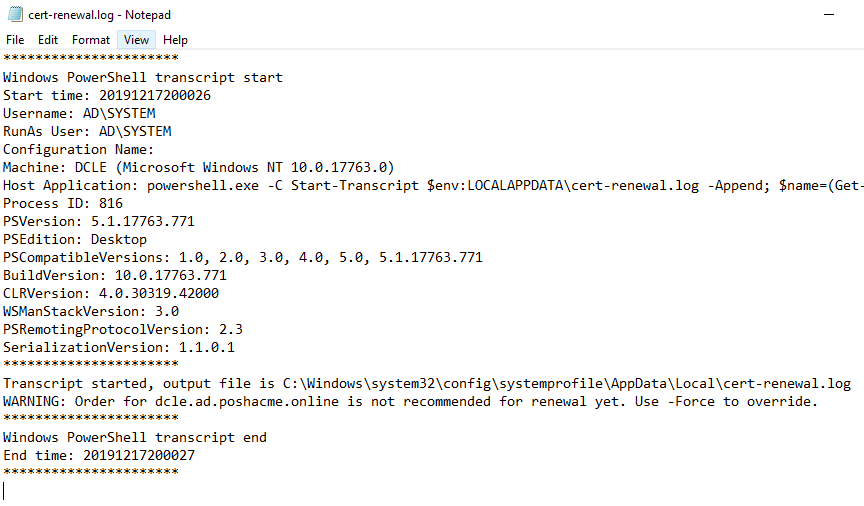 cert-renewal.log - Notepad
File Edit Format View Help
**********************
Windows PowerShell transcript start
Start time: 20191217200026
Username: AD\SYSTEM
RunAs User: AD\SYSTEM
Configuration Name:
Machine: DCLE (Microsoft Windows NT 10.0.17763.0)
Host Application: powershell.exe -C Start-Transcript $env:LOCALAPPDATA\cert-renewal.log -Append; $name=(Get-
Process ID: 816
PSVersion: 5.1.17763.771
PSEdition: Desktop
PSCompatibleVersions: 1.0, 2.0, 3.0, 4.0, 5.0, 5.1.17763.771
BuildVersion: 10.0.17763.771
CLRVersion: 4.0.30319.42000
WSManStackVersion: 3.0
PSRemotingProtocolVersion: 2.3
SerializationVersion: 1.1.0.1
**********************
Transcript started, output file is C:\Windows\system32\config\systemprofile\AppData\Local\cert-renewal.log
WARNING: Order for dcle.ad.poshacme.online is not recommended for renewal yet. Use -Force to override.
**********************
Windows PowerShell transcript end
End time: 20191217200027
**********************